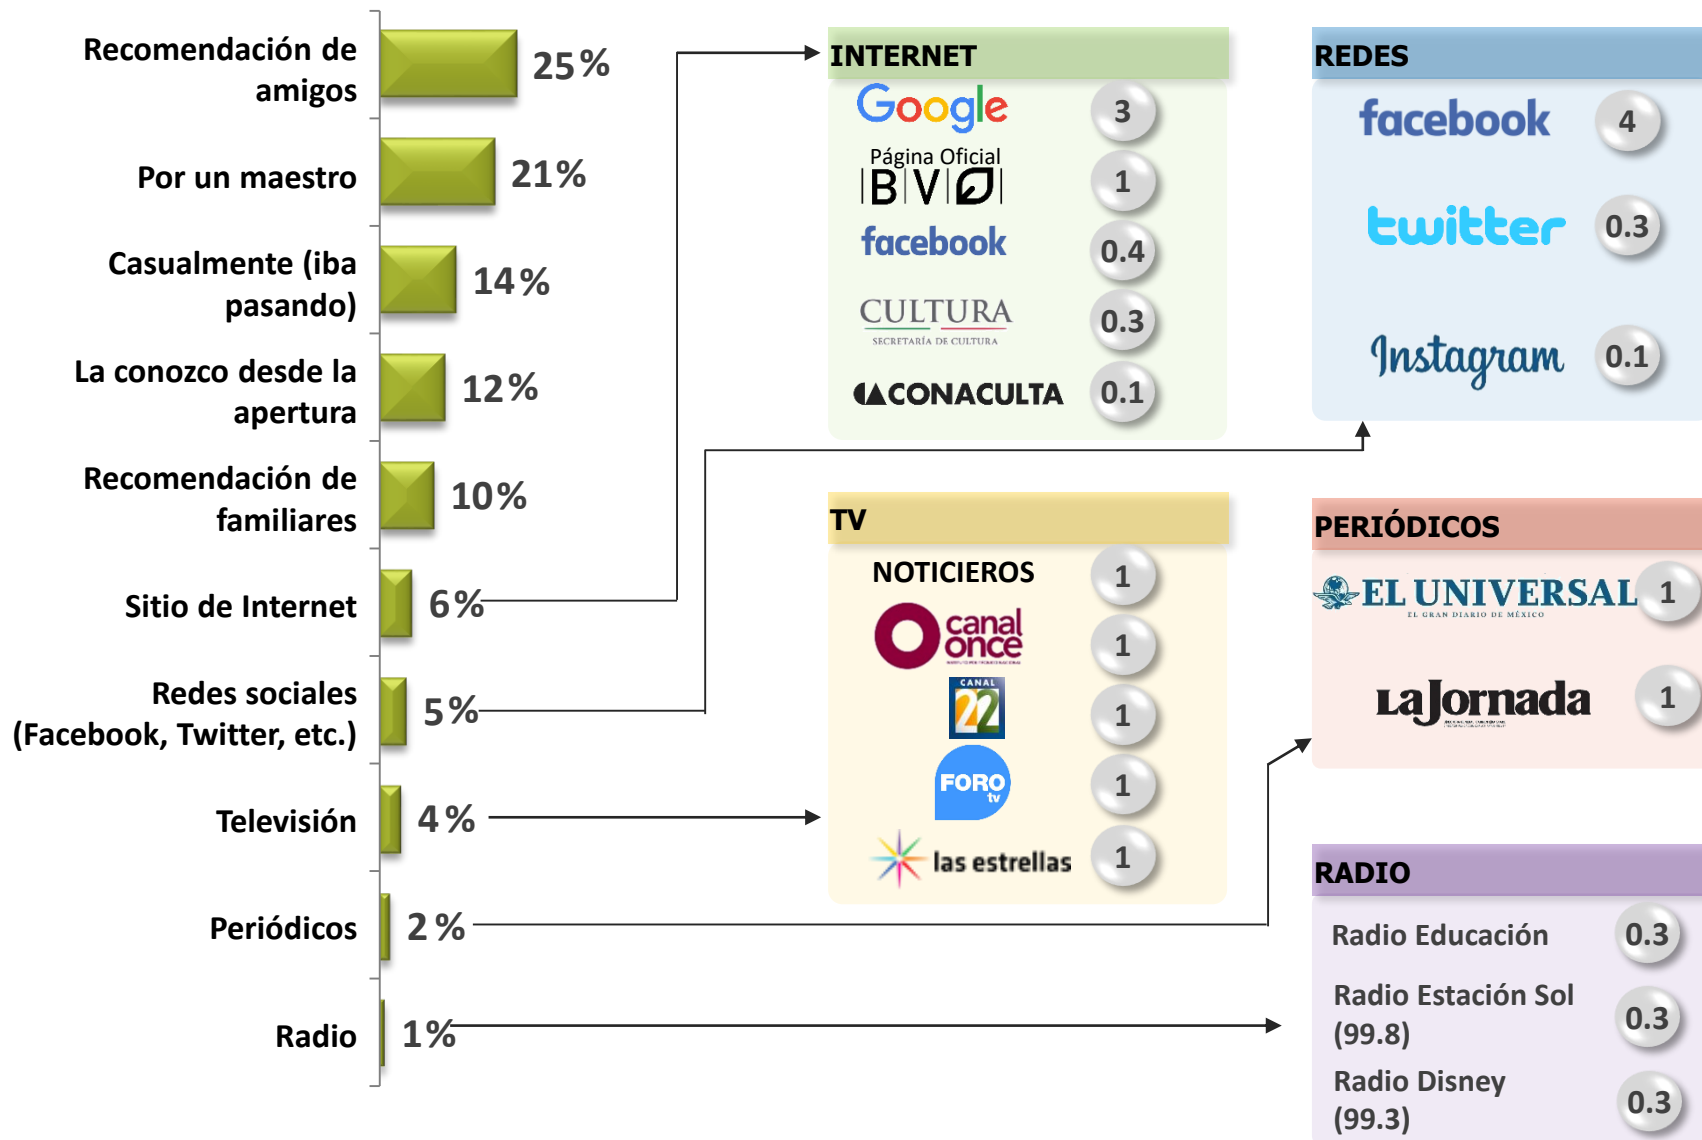 Recomendación de
amigos
25%
Por un maestro
21%
Casualmente (iba
pasando)
14%
La conozco desde la
apertura
12%
Recomendación de
familiares
10%
Sitio de Internet
6%
Redes sociales
(Facebook, Twitter, etc.)
5%
Televisión
4%
Periódicos
2%
Radio
1%
INTERNET
Google
3
Página Oficial
|B|V|Ø|
1
facebook
0.4
CULTURA
SECRETARÍA DE CULTURA
0.3
CONACULTA
0.1
REDES
facebook
4
twitter
0.3
Instagram
0.1
TV
NOTICIEROS
1
canal
once
1
CANAL
22
1
FORO
tv
1
las estrellas
1
PERIÓDICOS
EL UNIVERSAL
EL GRAN DIARIO DE MÉXICO
1
LaJornada
1
RADIO
Radio Educación
0.3
Radio Estación Sol
(99.8)
0.3
Radio Disney
(99.3)
0.3